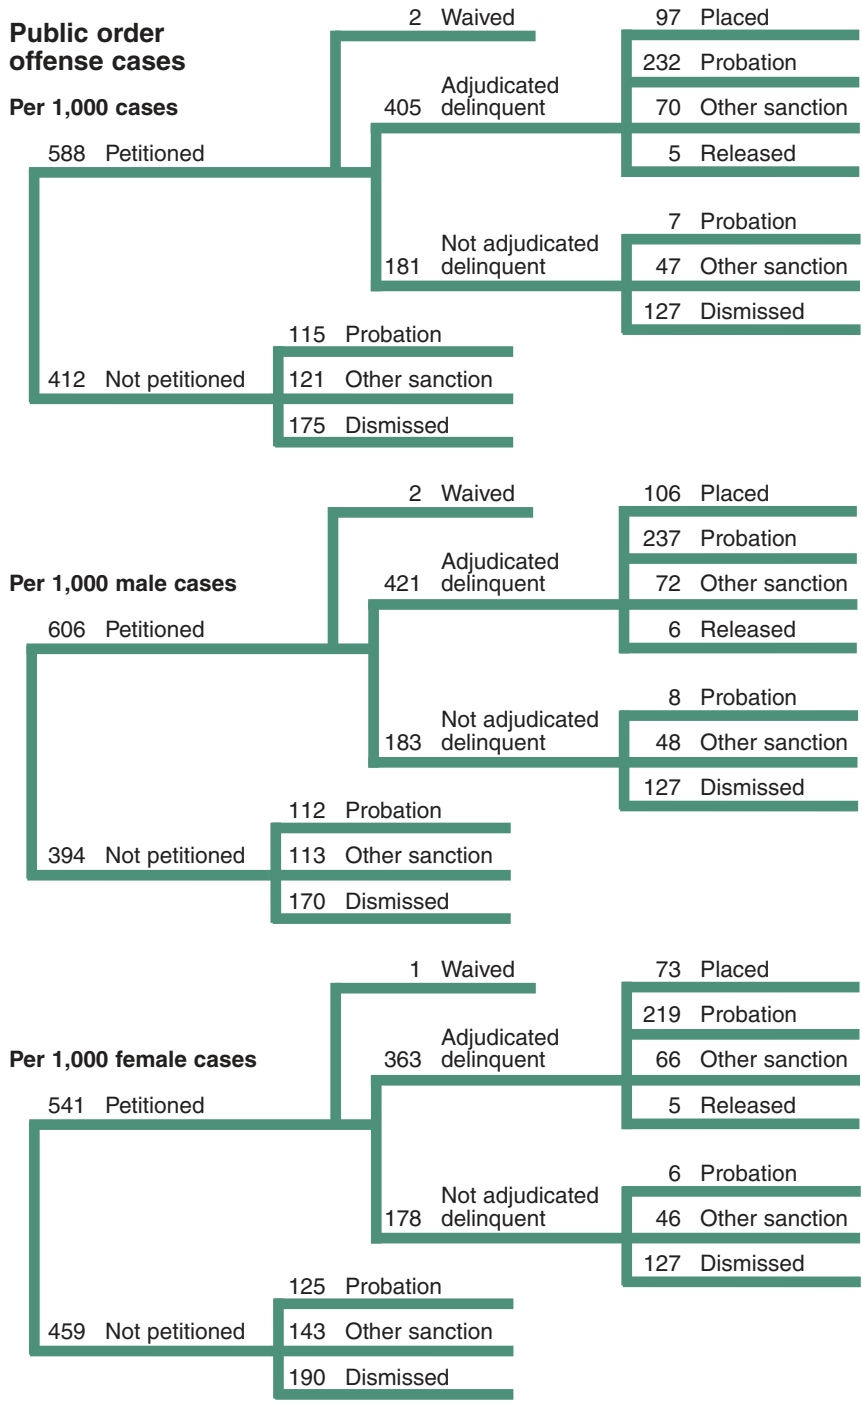 Public order
offense cases
Per 1,000 cases
588 Petitioned
2 Waived
405 Adjudicated
delinquent
97 Placed
232 Probation
70 Other sanction
5 Released
181 Not adjudicated
delinquent
7 Probation
47 Other sanction
127 Dismissed
412 Not petitioned
115 Probation
121 Other sanction
175 Dismissed
Per 1,000 male cases
606 Petitioned
2 Waived
421 Adjudicated
delinquent
106 Placed
237 Probation
72 Other sanction
6 Released
183 Not adjudicated
delinquent
8 Probation
48 Other sanction
127 Dismissed
394 Not petitioned
112 Probation
113 Other sanction
170 Dismissed
Per 1,000 female cases
541 Petitioned
1 Waived
363 Adjudicated
delinquent
73 Placed
219 Probation
66 Other sanction
5 Released
178 Not adjudicated
delinquent
6 Probation
46 Other sanction
127 Dismissed
459 Not petitioned
125 Probation
143 Other sanction
190 Dismissed